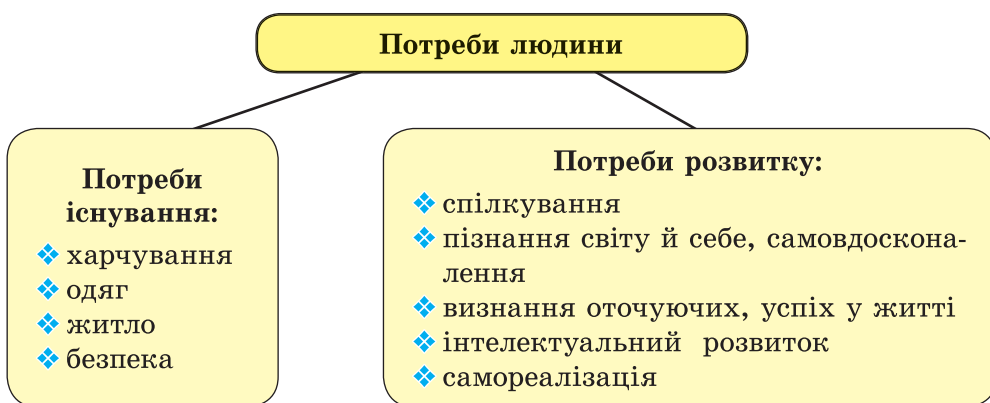 Потреби людини
Потреби
існування:
❖ харчування
❖ одяг
❖ житло
❖ безпека
Потреби розвитку:
❖ спілкування
❖ пізнання світу й себе, самовдоскона-
лення
❖ визнання оточуючих, успіх у житті
❖ інтелектуальний розвиток
❖ самореалізація